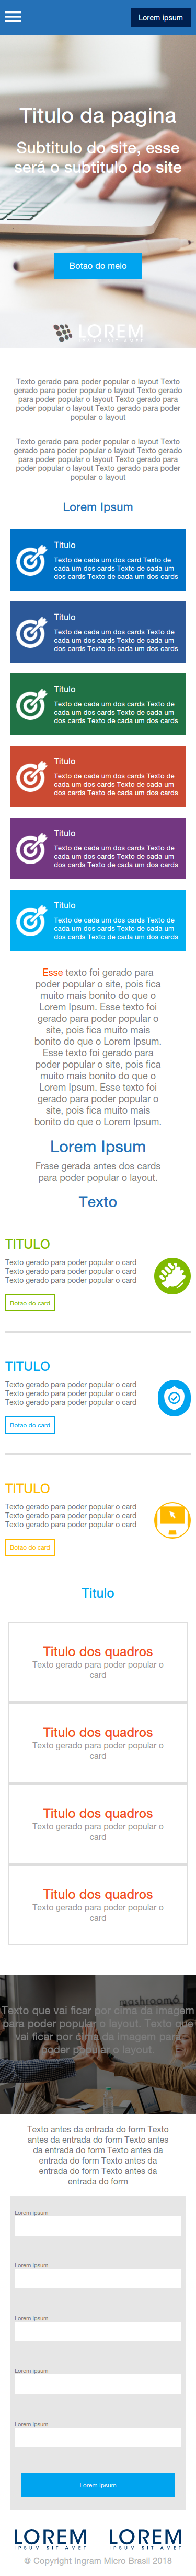 Lorem ipsum
Titulo da pagina
Subtitulo do site, esse
será o subtitulo do site
Botao do meio
LOREM
IPSUM SIT AMET
Texto gerado para poder popular o layout Texto
gerado para poder popular o layout Texto gerado
para poder popular o layout Texto gerado para
poder popular o layout Texto gerado para poder
popular o layout
Texto gerado para poder popular o layout Texto
gerado para poder popular o layout Texto gerado
para poder popular o layout Texto gerado para
poder popular o layout Texto gerado para poder
popular o layout
Lorem Ipsum
Titulo
Texto de cada um dos card Texto de
cada um dos cards Texto de cada um
dos cards Texto de cada um dos cards
Titulo
Texto de cada um dos cards Texto de
cada um dos cards Texto de cada um
dos cards Texto de cada um dos cards
Titulo
Texto de cada um dos cards Texto de
cada um dos cards Texto de cada um
dos cards Texto de cada um dos cards
Titulo
Texto de cada um dos cards Texto de
cada um dos cards Texto de cada um
dos cards Texto de cada um dos cards
Titulo
Texto de cada um dos cards Texto de
cada um dos cards Texto de cada um
dos cards Texto de cada um dos cards
Titulo
Texto de cada um dos cards Texto de
cada um dos cards Texto de cada um
dos cards Texto de cada um dos cards
Esse texto foi gerado para
poder popular o site, pois fica
muito mais bonito do que o
Lorem Ipsum. Esse texto foi
gerado para poder popular o
site, pois fica muito mais
bonito do que o Lorem Ipsum.
Esse texto foi gerado para
poder popular o site, pois fica
muito mais bonito do que o
Lorem Ipsum. Esse texto foi
gerado para poder popular o
site, pois fica muito mais
bonito do que o Lorem Ipsum.
Lorem Ipsum
Frase gerada antes dos cards
para poder popular o layout.
Texto
TITULO
Texto gerado para poder popular o card
Texto gerado para poder popular o card
Texto gerado para poder popular o card
Botao do card
TITULO
Texto gerado para poder popular o card
Texto gerado para poder popular o card
Texto gerado para poder popular o card
Botao do card
TITULO
Texto gerado para poder popular o card
Texto gerado para poder popular o card
Texto gerado para poder popular o card
Botao do card
Titulo
Titulo dos quadros
Texto gerado para poder popular o
card
Titulo dos quadros
Texto gerado para poder popular o
card
Titulo dos quadros
Texto gerado para poder popular o
card
Titulo dos quadros
Texto gerado para poder popular o
card
Texto que vai ficar por cima da imagem
para poder popular o layout. Texto que
vai ficar por cima da imagem para
poder popular o layout.
Texto antes da entrada do form Texto
antes da entrada do form Texto antes
da entrada do form Texto antes da
entrada do form Texto antes da
entrada do form Texto antes da
entrada do form
Lorem ipsum
Lorem ipsum
Lorem ipsum
Lorem ipsum
Lorem ipsum
Lorem Ipsum
LOREM LOREM
IPSUM SIT AMET IPSUM SIT AMET
@ Copyright Ingram Micro Brasil 2018